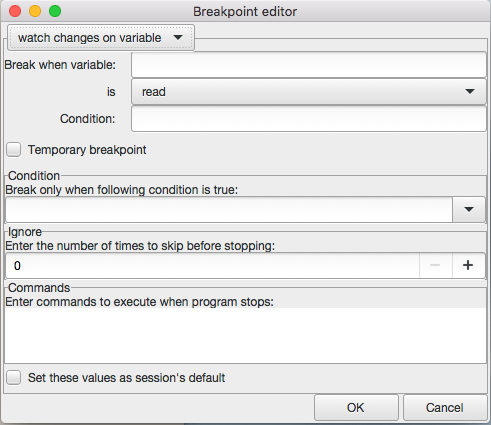 Breakpoint editor
watch changes on variable
Break when variable:
is read
Condition:
Temporary breakpoint
Condition
Break only when following condition is true:
Ignore
Enter the number of times to skip before stopping:
0 − +
Commands
Enter commands to execute when program stops:
Set these values as session's default
OK Cancel